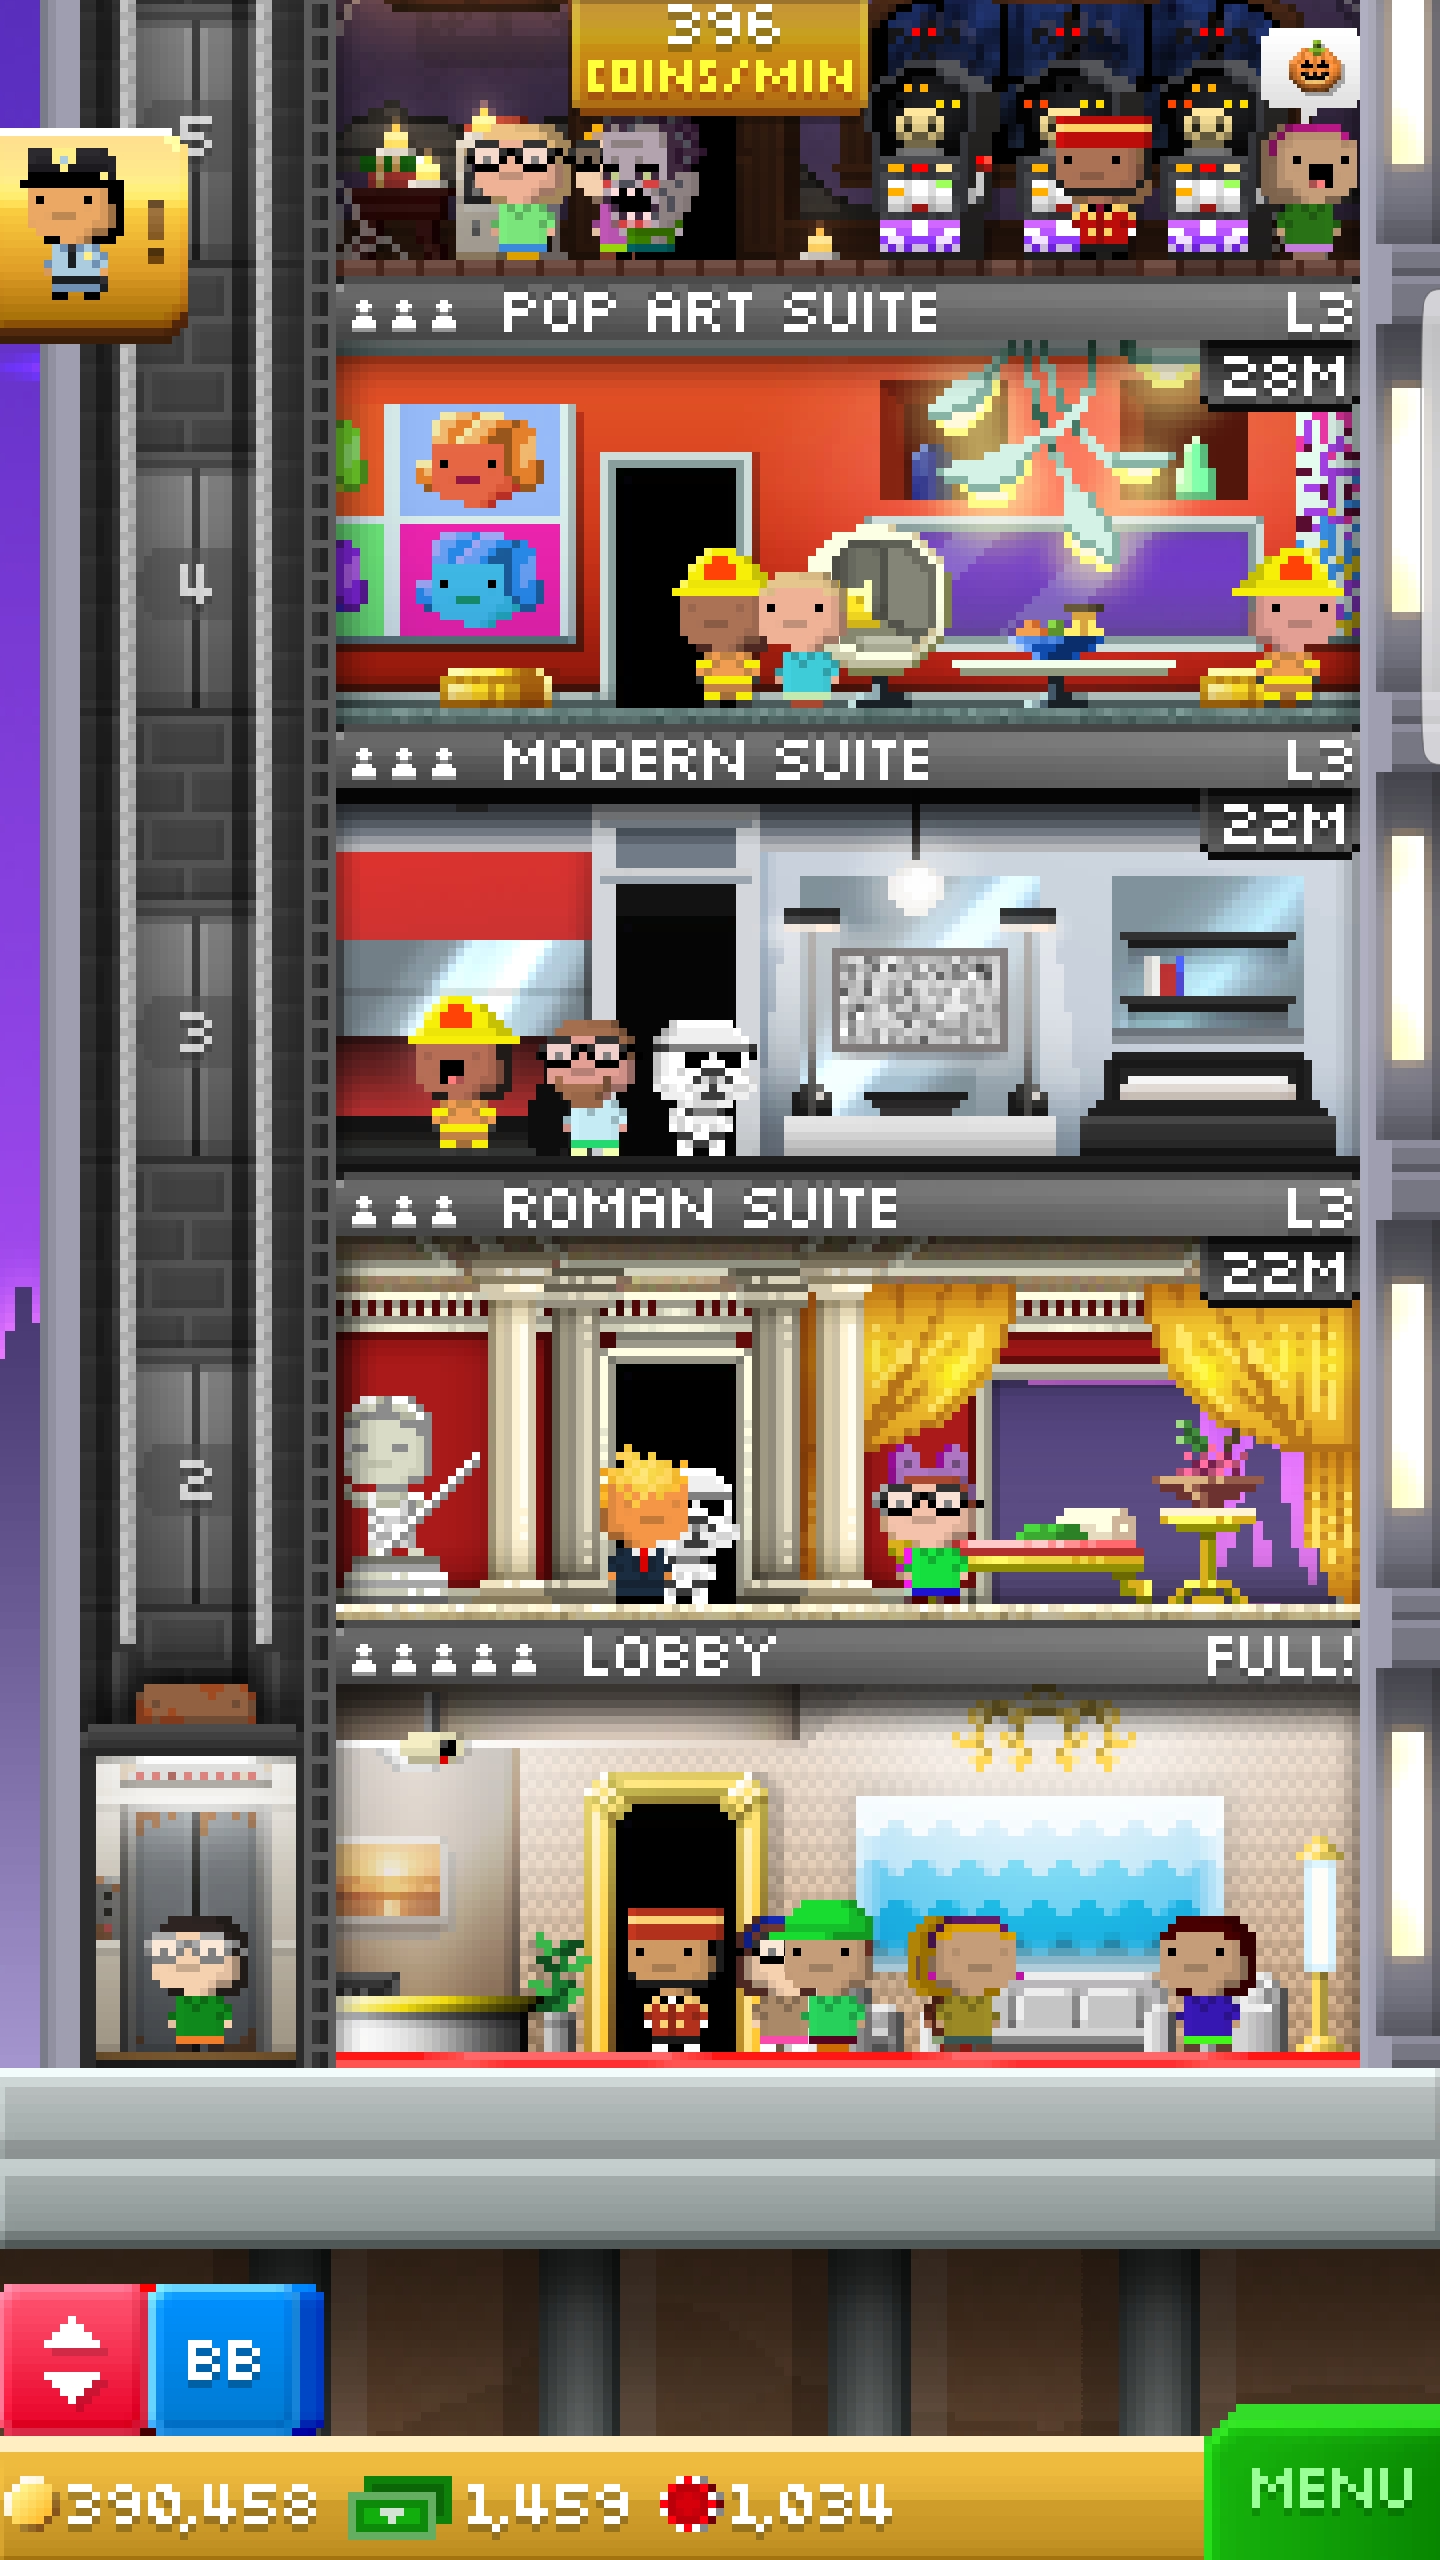 396
COINS/MIN
5
!
POP ART SUITE L3
28M
4
MODERN SUITE L3
22M
3
ROMAN SUITE L3
22M
2
LOBBY FULL!
BB
390,458 1,459 1,034
MENU